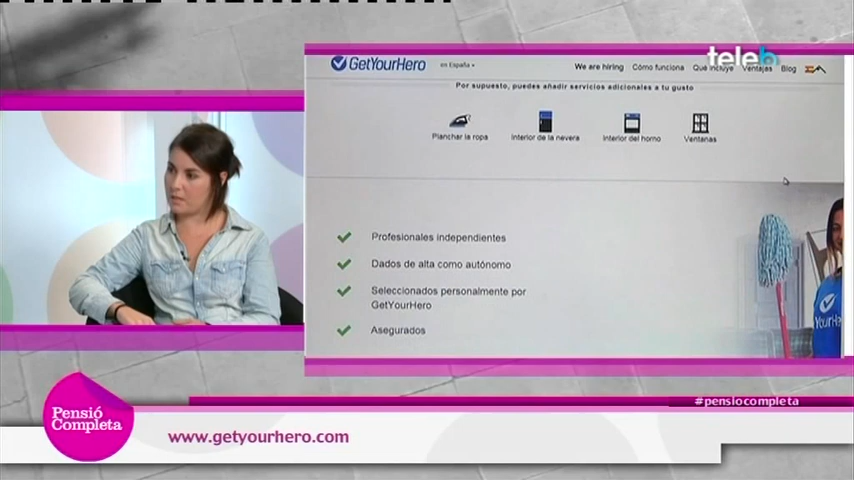 teleb
GetYourHero
en España
We are hiring Cómo funciona Qué incluye Ventajas Blog
Por supuesto, puedes añadir servicios adicionales a tu gusto
Planchar la ropa Interior de la nevera Interior del horno Ventanas
Profesionales independientes
Dados de alta como autónomo
Seleccionados personalmente por
GetYourHero
Asegurados
YourHe
#pensiocompleta
Pensió
Completa
www.getyourhero.com